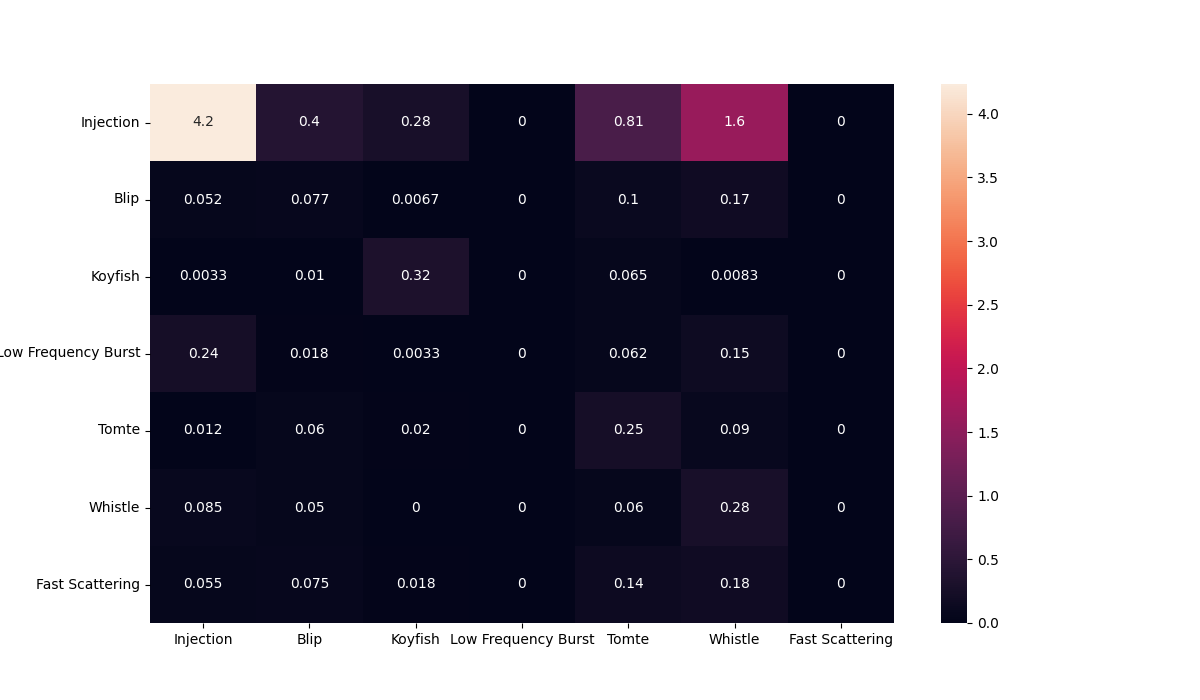 Injection 4.2 0.4 0.28 0 0.81 1.6 0
Blip 0.052 0.077 0.0067 0 0.1 0.17 0
Koyfish 0.0033 0.01 0.32 0 0.065 0.0083 0
Low Frequency Burst 0.24 0.018 0.0033 0 0.062 0.15 0
Tomte 0.012 0.06 0.02 0 0.25 0.09 0
Whistle 0.085 0.05 0 0 0.06 0.28 0
Fast Scattering 0.055 0.075 0.018 0 0.14 0.18 0
Injection Blip Koyfish Low Frequency Burst Tomte Whistle Fast Scattering
4.0
3.5
3.0
2.5
2.0
1.5
1.0
0.5
0.0